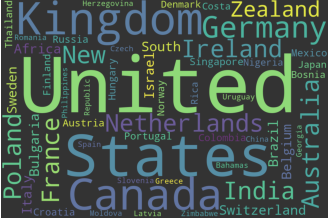 Herzegovina
Denmark
Costa
Zealand
Thailand
Kingdom
Romania
Russia
Africa
New
South
Ireland
Germany
Singapore
Nigeria
Mexico
Japan
Bosnia
Finland
Philippines
Hungary
Czech
Republic
Israel
Norway
Rica
United
Uruguay
Sweden
Poland
Bulgaria
France
Austria
Netherlands
Portugal
Colombia
China
Georgia
Brazil
Belgium
Australia
Spain
States
Bahamas
Italy
Canada
Slovenia
Greece
India
Switzerland
Croatia
Moldova
Latvia
Zimbabwe